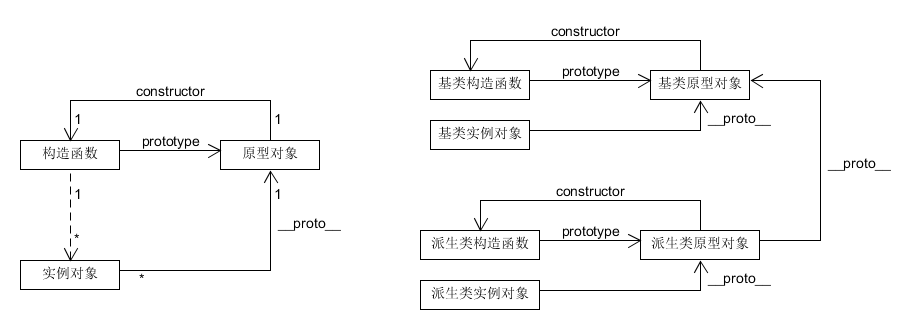 constructor
1
1
prototype
构造函数
原型对象
1
1
__proto__
*
实例对象
*
constructor
基类构造函数
prototype
基类原型对象
__proto__
基类实例对象
__proto__
constructor
派生类构造函数
prototype
派生类原型对象
__proto__
派生类实例对象